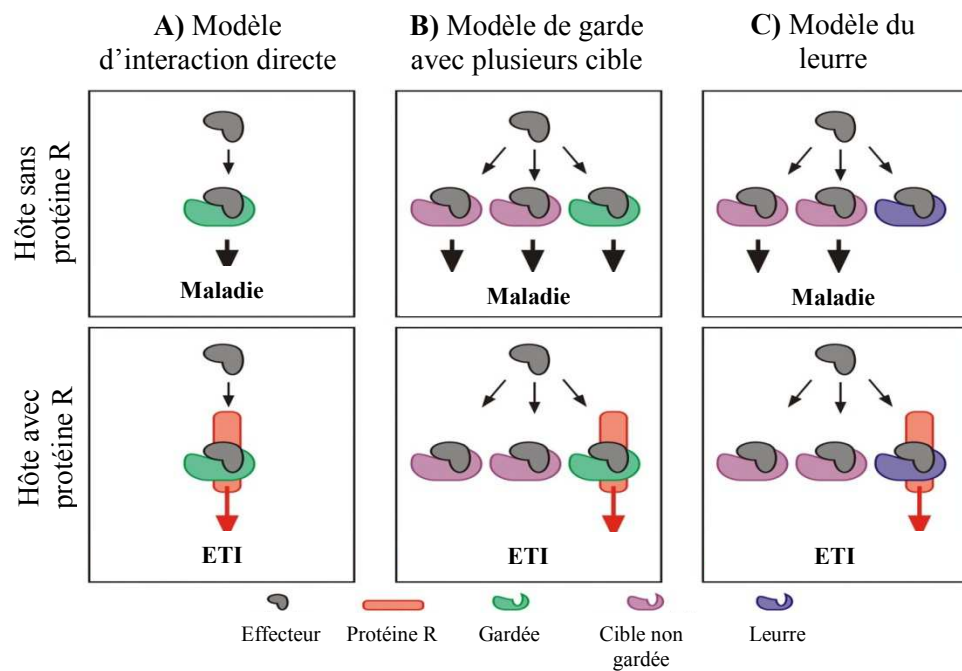 A) Modèle
d’interaction directe
B) Modèle de garde
avec plusieurs cible
C) Modèle du
leurre
Hôte sans
protéine R
Maladie
Maladie
Maladie
Hôte avec
protéine R
ETI
ETI
ETI
Effecteur
Protéine R
Gardée
Cible non
gardée
Leurre